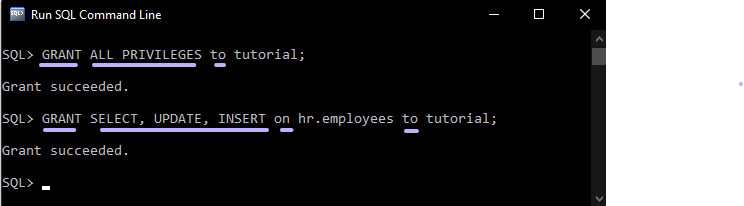 Run SQL Command Line
SQL> GRANT ALL PRIVILEGES to tutorial;
Grant succeeded.
SQL> GRANT SELECT, UPDATE, INSERT on hr.employees to tutorial;
Grant succeeded.
SQL>